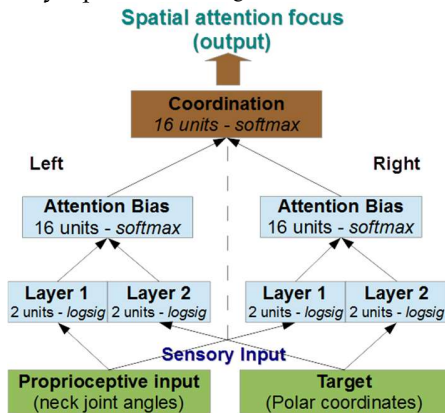 Spatial attention focus
(output)
Coordination
16 units - softmax
Left
Right
Attention Bias
16 units - softmax
Attention Bias
16 units - softmax
Layer 1
2 units - logsig
Layer 2
2 units - logsig
Layer 1
2 units - logsig
Layer 2
2 units - logsig
Sensory Input
Proprioceptive input
(neck joint angles)
Target
(Polar coordinates)